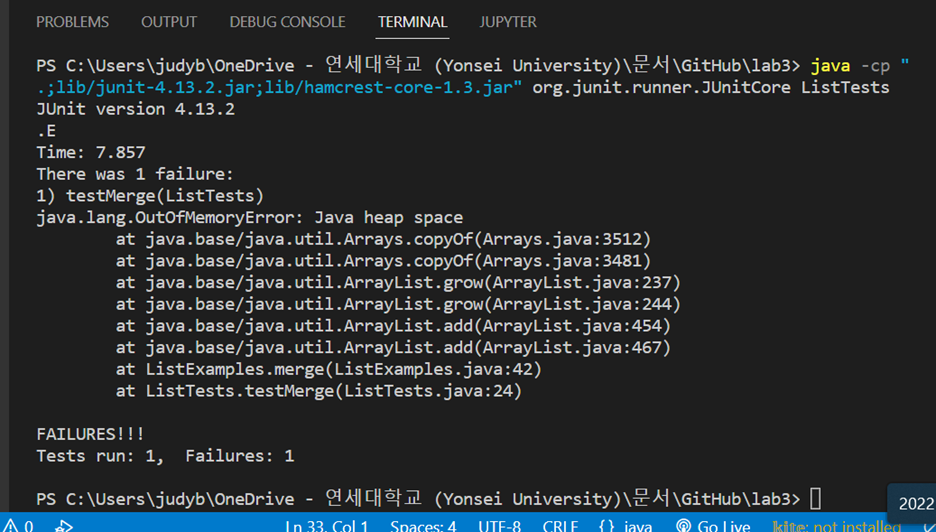 PROBLEMS OUTPUT DEBUG CONSOLE TERMINAL JUPYTER
PS C:\Users\judyb\OneDrive - 연세대학교 (Yonsei University)\문서\GitHub\lab3> java -cp "
.;lib/junit-4.13.2.jar;lib/hamcrest-core-1.3.jar" org.junit.runner.JUnitCore ListTests
JUnit version 4.13.2
.E
Time: 7.857
There was 1 failure:
1) testMerge(ListTests)
java.lang.OutOfMemoryError: Java heap space
        at java.base/java.util.Arrays.copyOf(Arrays.java:3512)
        at java.base/java.util.Arrays.copyOf(Arrays.java:3481)
        at java.base/java.util.ArrayList.grow(ArrayList.java:237)
        at java.base/java.util.ArrayList.grow(ArrayList.java:244)
        at java.base/java.util.ArrayList.add(ArrayList.java:454)
        at java.base/java.util.ArrayList.add(ArrayList.java:467)
        at ListExamples.merge(ListExamples.java:42)
        at ListTests.testMerge(ListTests.java:24)
FAILURES!!!
Tests run: 1,  Failures: 1
PS C:\Users\judyb\OneDrive - 연세대학교 (Yonsei University)\문서\GitHub\lab3>
2022
0 Ln 33, Col 1 Spaces: 4 UTF-8 CRLF {} java Go Live kite: not installed